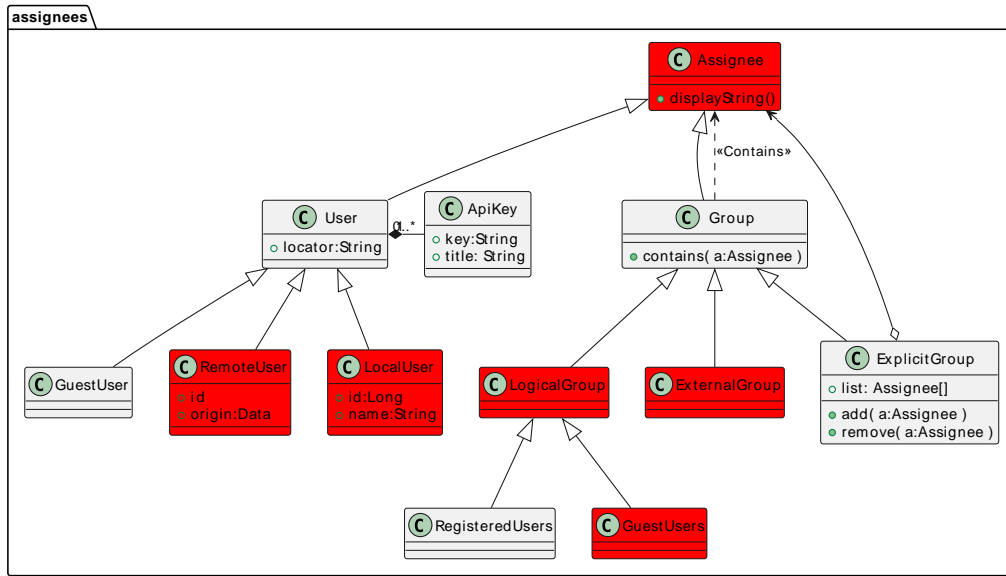 assignees
C Assignee
displayString()
«Contains»
C User
locator:String
0..*
C ApiKey
key:String
title: String
C Group
contains( a:Assignee )
C GuestUser
C RemoteUser
id
origin:Data
C LocalUser
id:Long
name:String
C LogicalGroup
C ExternalGroup
C ExplicitGroup
list: Assignee[]
add( a:Assignee )
remove( a:Assignee )
C RegisteredUsers
C GuestUsers